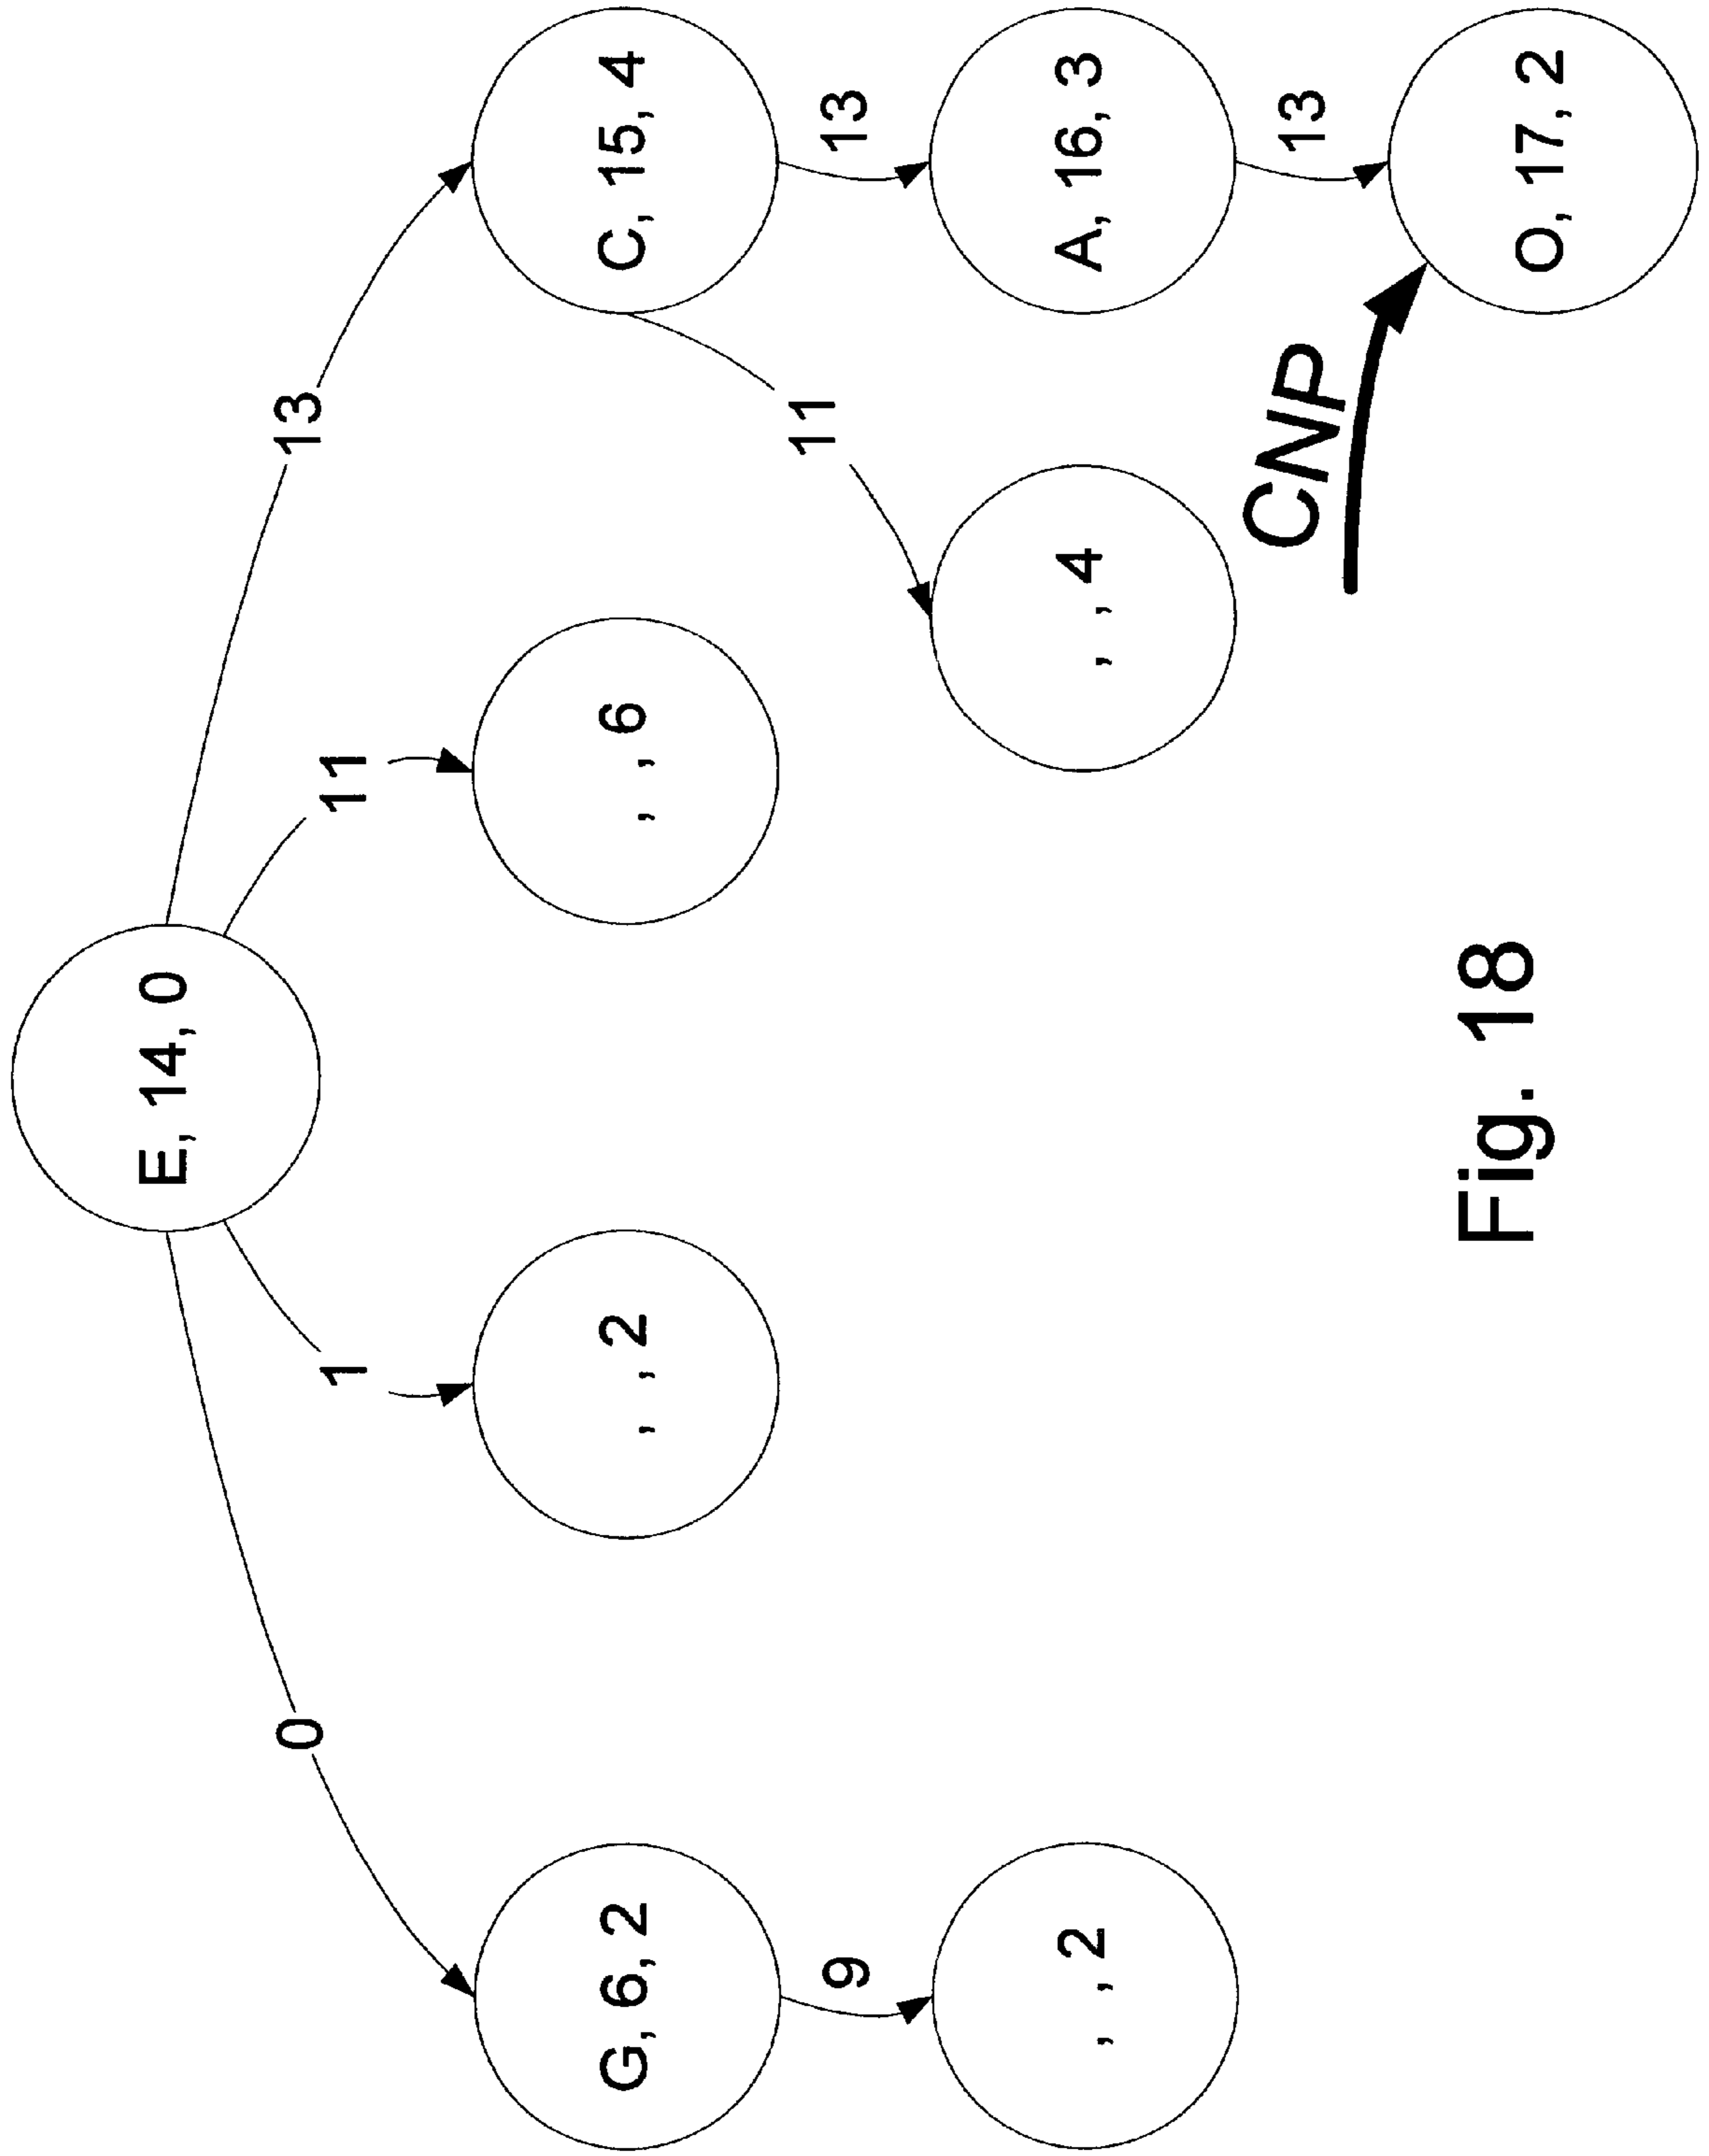 E, 14, 0
0
1
11
13
G, 6, 2
, , 2
, , 6
C, 15, 4
9
11
13
, , 2
, , 4
A, 16, 3
CNP
13
O, 17, 2
Fig. 18